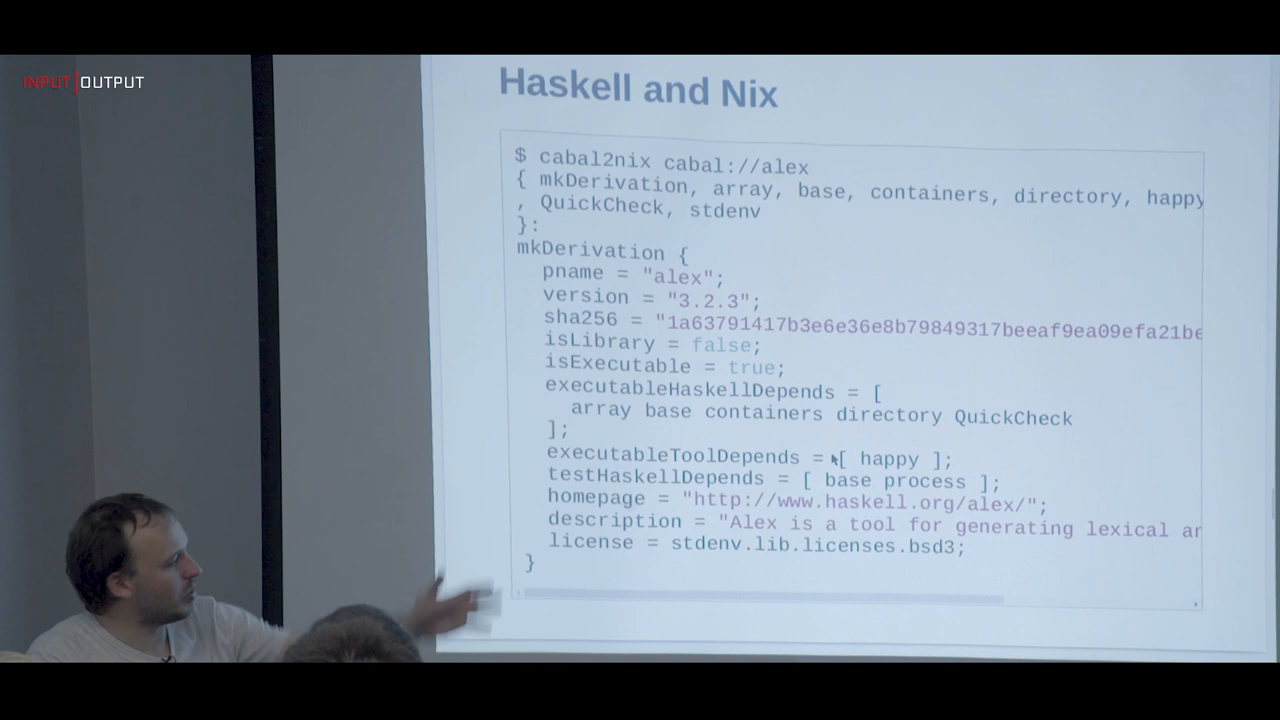 INPUT|OUTPUT
Haskell and Nix
$ cabal2nix cabal://alex
{ mkDerivation, array, base, containers, directory, happy
, QuickCheck, stdenv
}:
mkDerivation {
  pname = "alex";
  version = "3.2.3";
  sha256 = "1a63791417b3e6e36e8b79849317beeaf9ea09efa21be
  isLibrary = false;
  isExecutable = true;
  executableHaskellDepends = [
    array base containers directory QuickCheck
  ];
  executableToolDepends = [ happy ];
  testHaskellDepends = [ base process ];
  homepage = "http://www.haskell.org/alex/";
  description = "Alex is a tool for generating lexical an
  license = stdenv.lib.licenses.bsd3;
}